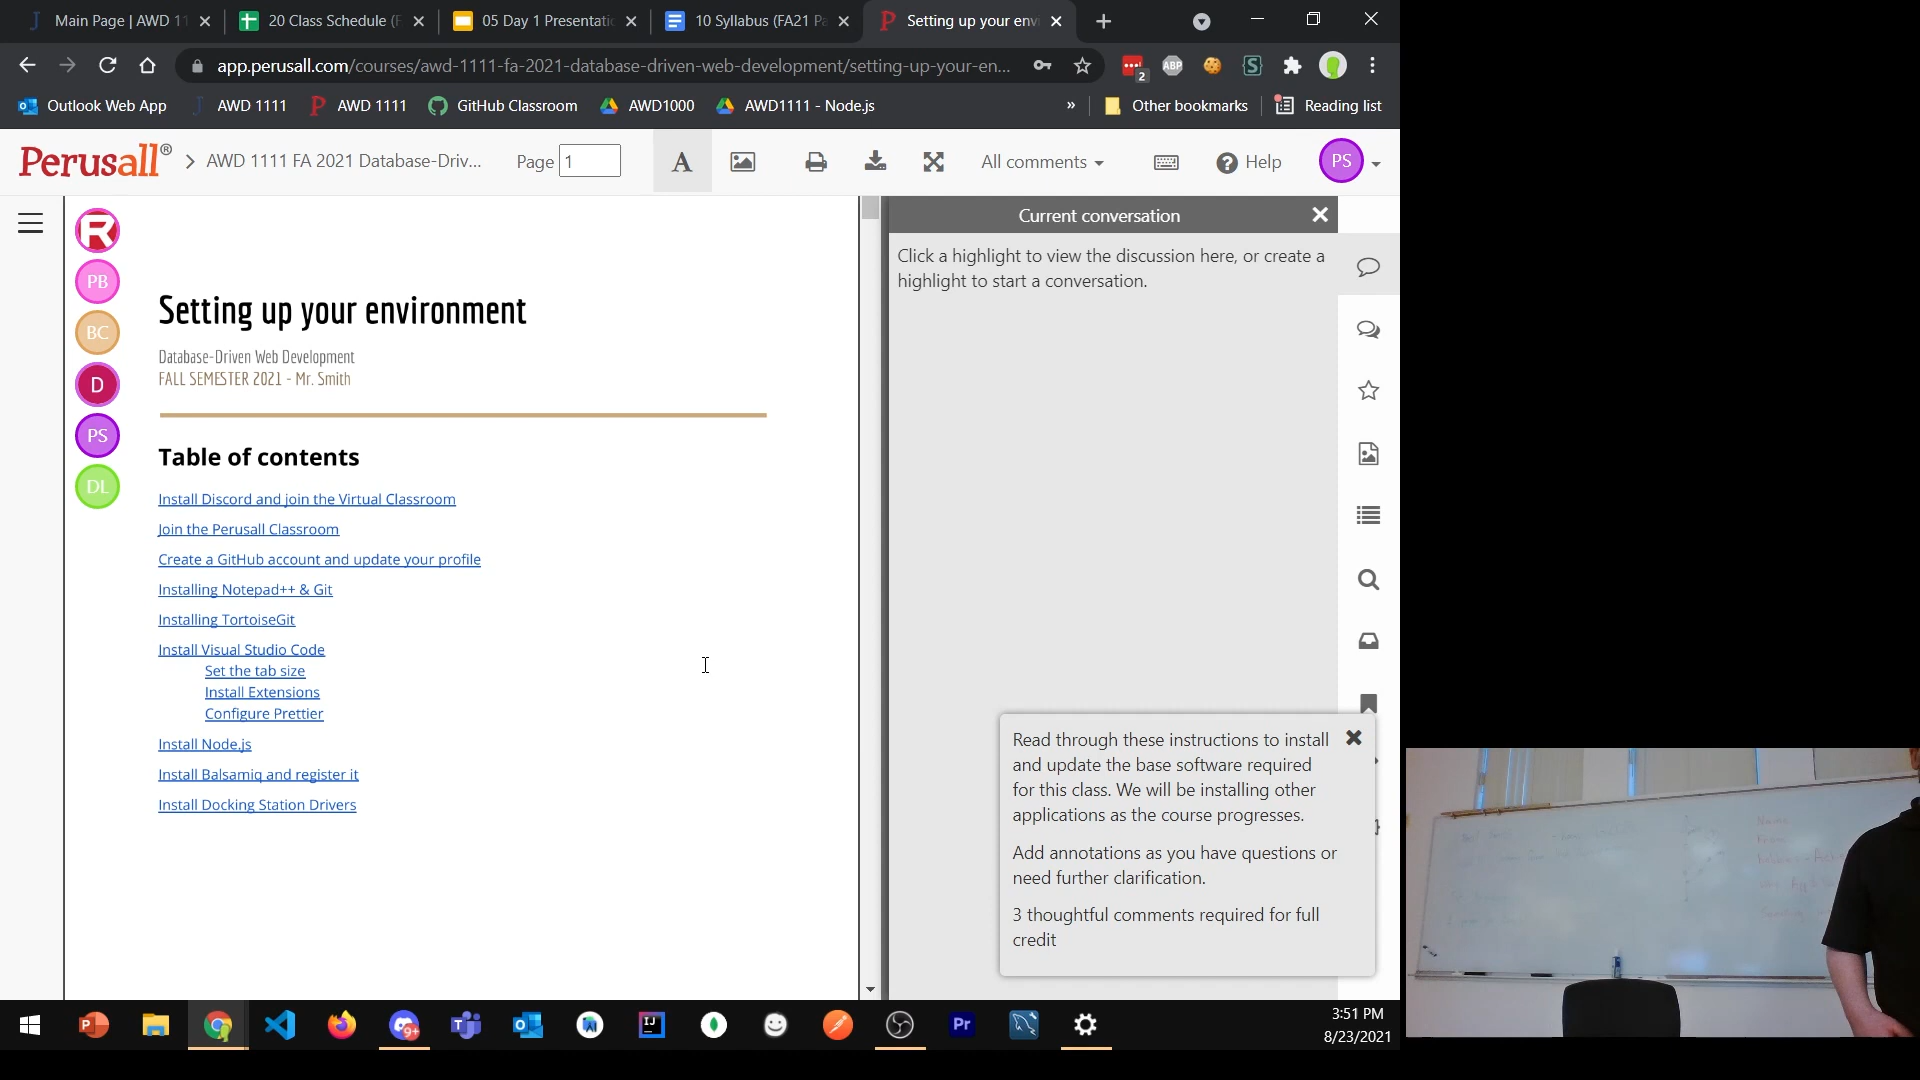 Main Page | AWD 11
20 Class Schedule (F
05 Day 1 Presentatio
10 Syllabus (FA21 Pa
Setting up your envi
app.perusall.com/courses/awd-1111-fa-2021-database-driven-web-development/setting-up-your-en...
2
ABP
Outlook Web App
AWD 1111
AWD 1111
GitHub Classroom
AWD1000
AWD1111 - Node.js
»
Other bookmarks
Reading list
Perusall®
AWD 1111 FA 2021 Database-Driv...
Page 1
A
All comments
Help
PS
R
PB
BC
D
PS
DL
Setting up your environment
Database-Driven Web Development
FALL SEMESTER 2021 - Mr. Smith
Table of contents
Install Discord and join the Virtual Classroom
Join the Perusall Classroom
Create a GitHub account and update your profile
Installing Notepad++ & Git
Installing TortoiseGit
Install Visual Studio Code
Set the tab size
Install Extensions
Configure Prettier
Install Node.js
Install Balsamiq and register it
Install Docking Station Drivers
Current conversation
Click a highlight to view the discussion here, or create a
highlight to start a conversation.
Read through these instructions to install
and update the base software required
for this class. We will be installing other
applications as the course progresses.
Add annotations as you have questions or
need further clarification.
3 thoughtful comments required for full
credit
9+
IJ
Pr
3:51 PM
8/23/2021
Name